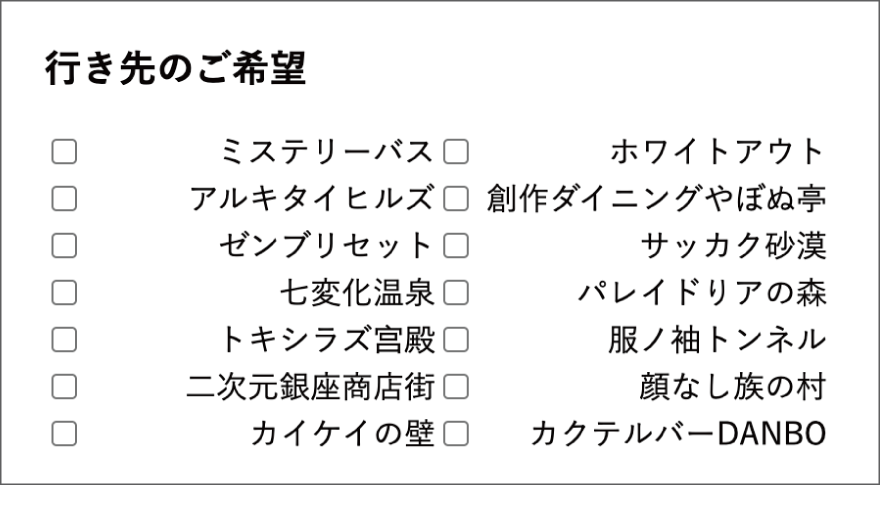 行き先のご希望
ミステリーバス ホワイトアウト
アルキタイヒルズ 創作ダイニングやぼぬ亭
ゼンブリセット サッカク砂漠
七変化温泉 パレイドリアの森
トキシラズ宮殿 服ノ袖トンネル
二次元銀座商店街 顔なし族の村
カイケイの壁 カクテルバーDANBO